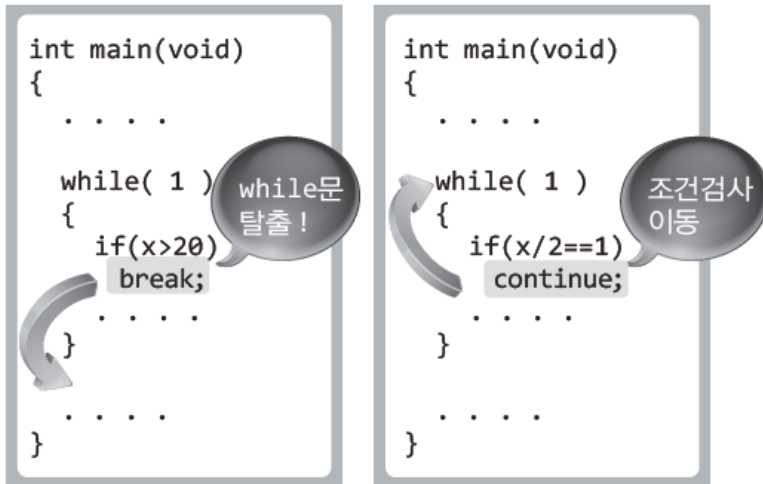 int main(void)
{
. . . .
while( 1 )
{
if(x>20)
break;
. . . .
}
. . . .
}
while문
탈출 !
int main(void)
{
. . . .
while( 1 )
{
if(x/2==1)
continue;
. . . .
}
. . . .
}
조건검사
이동